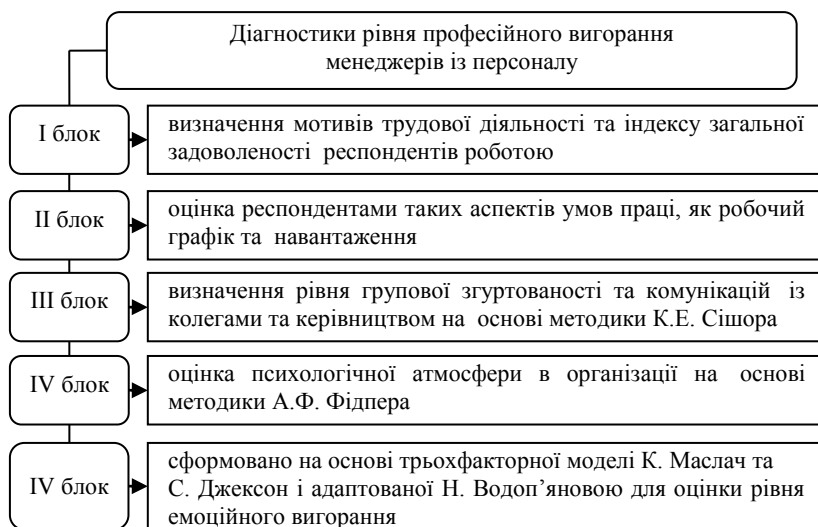 Діагностики рівня професійного вигорання
менеджерів із персоналу
І блок
визначення мотивів трудової діяльності та індексу загальної
задоволеності респондентів роботою
ІІ блок
оцінка респондентами таких аспектів умов праці, як робочий
графік та навантаження
ІІІ блок
визначення рівня групової згуртованості та комунікацій із
колегами та керівництвом на основі методики К.Е. Сішора
IV блок
оцінка психологічної атмосфери в організації на основі
методики А.Ф. Фідпера
IV блок
сформовано на основі трьохфакторної моделі К. Маслач та
С. Джексон і адаптованої Н. Водоп’яновою для оцінки рівня
емоційного вигорання